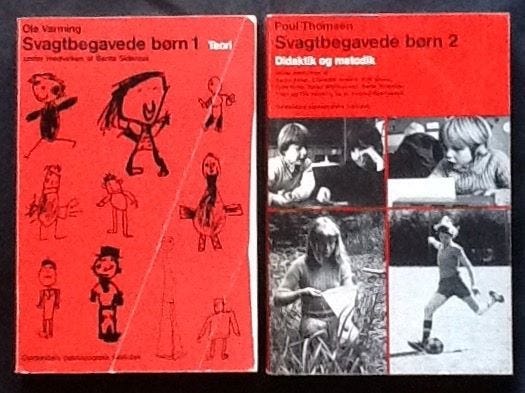 Ole Varming
Svagtbegavede børn 1 Teori
under medvirken af Bente Sidenius
Gyldendals pædagogiske bibliotek
Poul Thomsen
Svagtbegavede børn 2
Didaktik og metodik
Gyldendals pædagogiske bibliotek